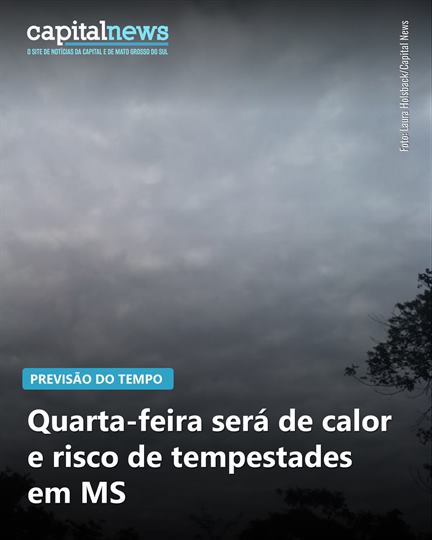 capitalnews
O SITE DE NOTÍCIAS DA CAPITAL E DE MATO GROSSO DO SUL
Foto: Laura Holsback/Capital News
PREVISÃO DO TEMPO
Quarta-feira será de calor
e risco de tempestades
em MS